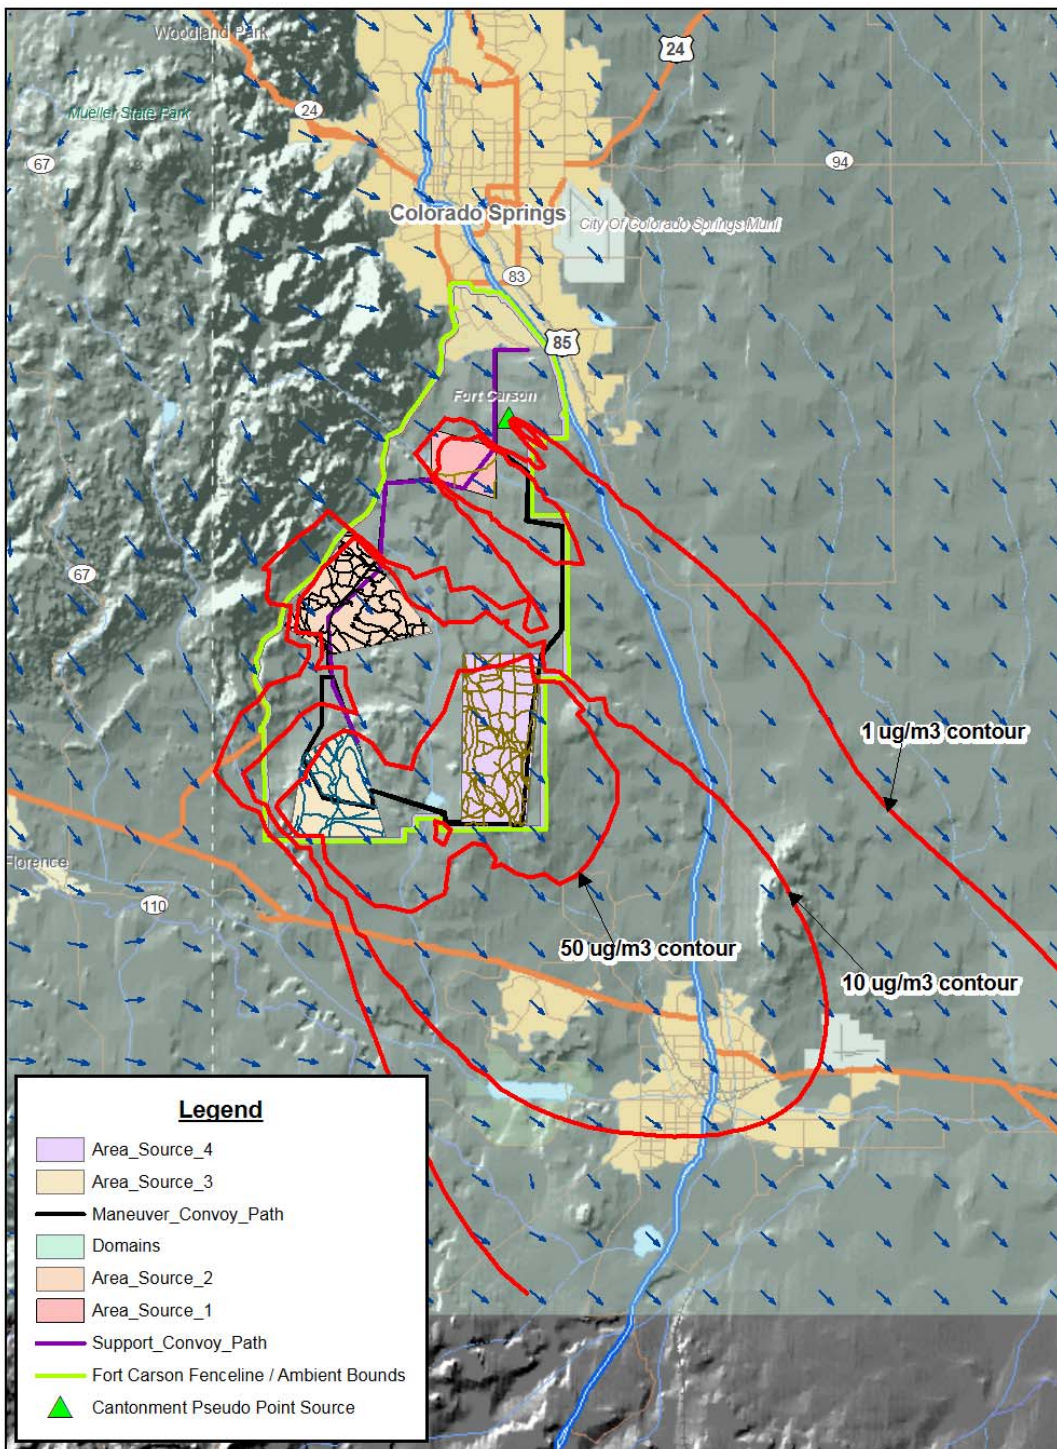 Woodland Park
24
24
Mueller State Park
67
94
Colorado Springs
City Of Colorado Springs Muni
83
85
Fort Carson
67
1 ug/m3 contour
Florence
110
50 ug/m3 contour
10 ug/m3 contour
Legend
Area_Source_4
Area_Source_3
Maneuver_Convoy_Path
Domains
Area_Source_2
Area_Source_1
Support_Convoy_Path
Fort Carson Fenceline / Ambient Bounds
Cantonment Pseudo Point Source